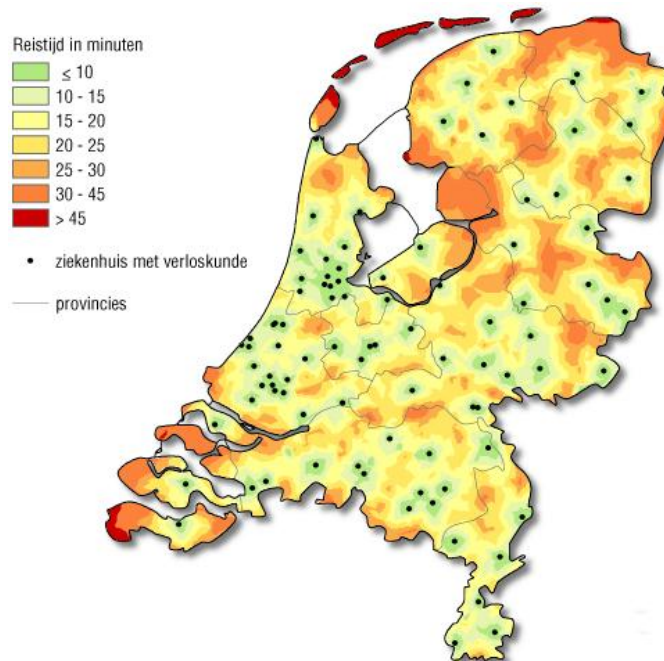 Reistijd in minuten
≤ 10
10 - 15
15 - 20
20 - 25
25 - 30
30 - 45
> 45
ziekenhuis met verloskunde
provincies